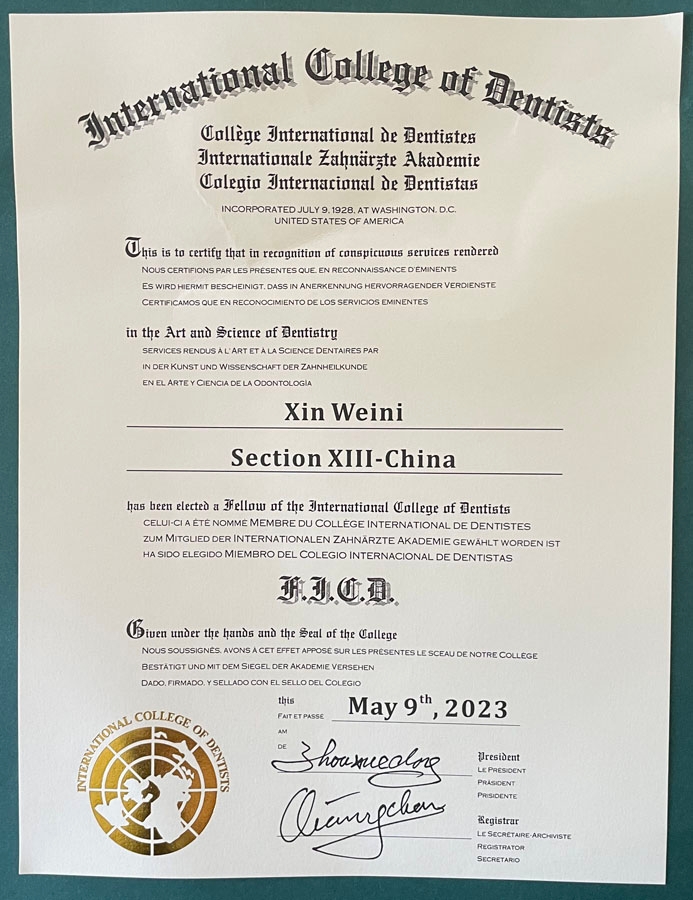 International College of Dentists
Collège International de Dentistes
Internationale Zahnärzte Akademie
Colegio Internacional de Dentistas
INCORPORATED JULY 9, 1928, AT WASHINGTON, D.C.
UNITED STATES OF AMERICA
This is to certify that in recognition of conspicuous services rendered
NOUS CERTIFIONS PAR LES PRÉSENTES QUE, EN RECONNAISSANCE D'ÉMINENTS
ES WIRD HIERMIT BESCHEINIGT, DASS IN ANERKENNUNG HERVORRAGENDER VERDIENSTE
CERTIFICAMOS QUE EN RECONOCIMIENTO DE LOS SERVICIOS EMINENTES
in the Art and Science of Dentistry
SERVICES RENDUS À L'ART ET À LA SCIENCE DENTAIRES PAR
IN DER KUNST UND WISSENSCHAFT DER ZAHNHEILKUNDE
EN EL ARTE Y CIENCIA DE LA ODONTOLOGÍA
Xin Weini
Section XIII-China
has been elected a Fellow of the International College of Dentists
CELUI-CI A ÉTÉ NOMMÉ MEMBRE DU COLLÈGE INTERNATIONAL DE DENTISTES
ZUM MITGLIED DER INTERNATIONALEN ZAHNÄRZTE AKADEMIE GEWÄHLT WORDEN IST
HA SIDO ELEGIDO MIEMBRO DEL COLEGIO INTERNACIONAL DE DENTISTAS
F.I.C.D.
Given under the hands and the Seal of the College
NOUS SOUSSIGNÉS, AVONS À CET EFFET APPOSÉ SUR LES PRÉSENTES LE SCEAU DE NOTRE COLLÈGE
BESTÄTIGT UND MIT DEM SIEGEL DER AKADEMIE VERSEHEN
DADO, FIRMADO, Y SELLADO CON EL SELLO DEL COLEGIO
this May 9th, 2023
FAIT ET PASSE
AM
DE
Zhouxuedong
President
LE PRÉSIDENT
PRÄSIDENT
PRISIDENTE
Registrar
LE SECRÉTAIRE-ARCHIVISTE
REGISTRATOR
SECRETARIO
INTERNATIONAL COLLEGE OF DENTISTS